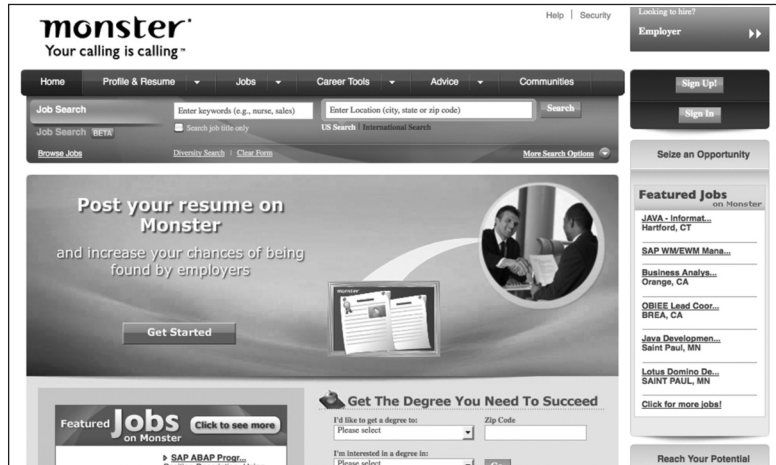 monster
Your calling is calling
Help | Security
Looking to hire?
Employer
Home Profile & Resume Jobs Career Tools Advice Communities
Sign Up!
Sign In
Job Search
Enter keywords (e.g., nurse, sales)
Enter Location (city, state or zip code)
Search
Search job title only
US Search | International Search
Job Search BETA
Browse Jobs
Diversity Search | Clear Form
More Search Options
Seize an Opportunity
Post your resume on
Monster
and increase your chances of being
found by employers
Get Started
monster
Featured Jobs
on Monster
JAVA - Informat...
Hartford, CT
SAP WM/EWM Mana...
Business Analys...
Orange, CA
OBIEE Lead Coor...
BREA, CA
Java Developmen...
Saint Paul, MN
Lotus Domino De...
SAINT PAUL, MN
Click for more jobs!
Featured Jobs
on Monster
Click to see more
SAP ABAP Progr...
Get The Degree You Need To Succeed
I'd like to get a degree to:
Please select
Zip Code
I'm interested in a degree in:
Please select
Go
Reach Your Potential